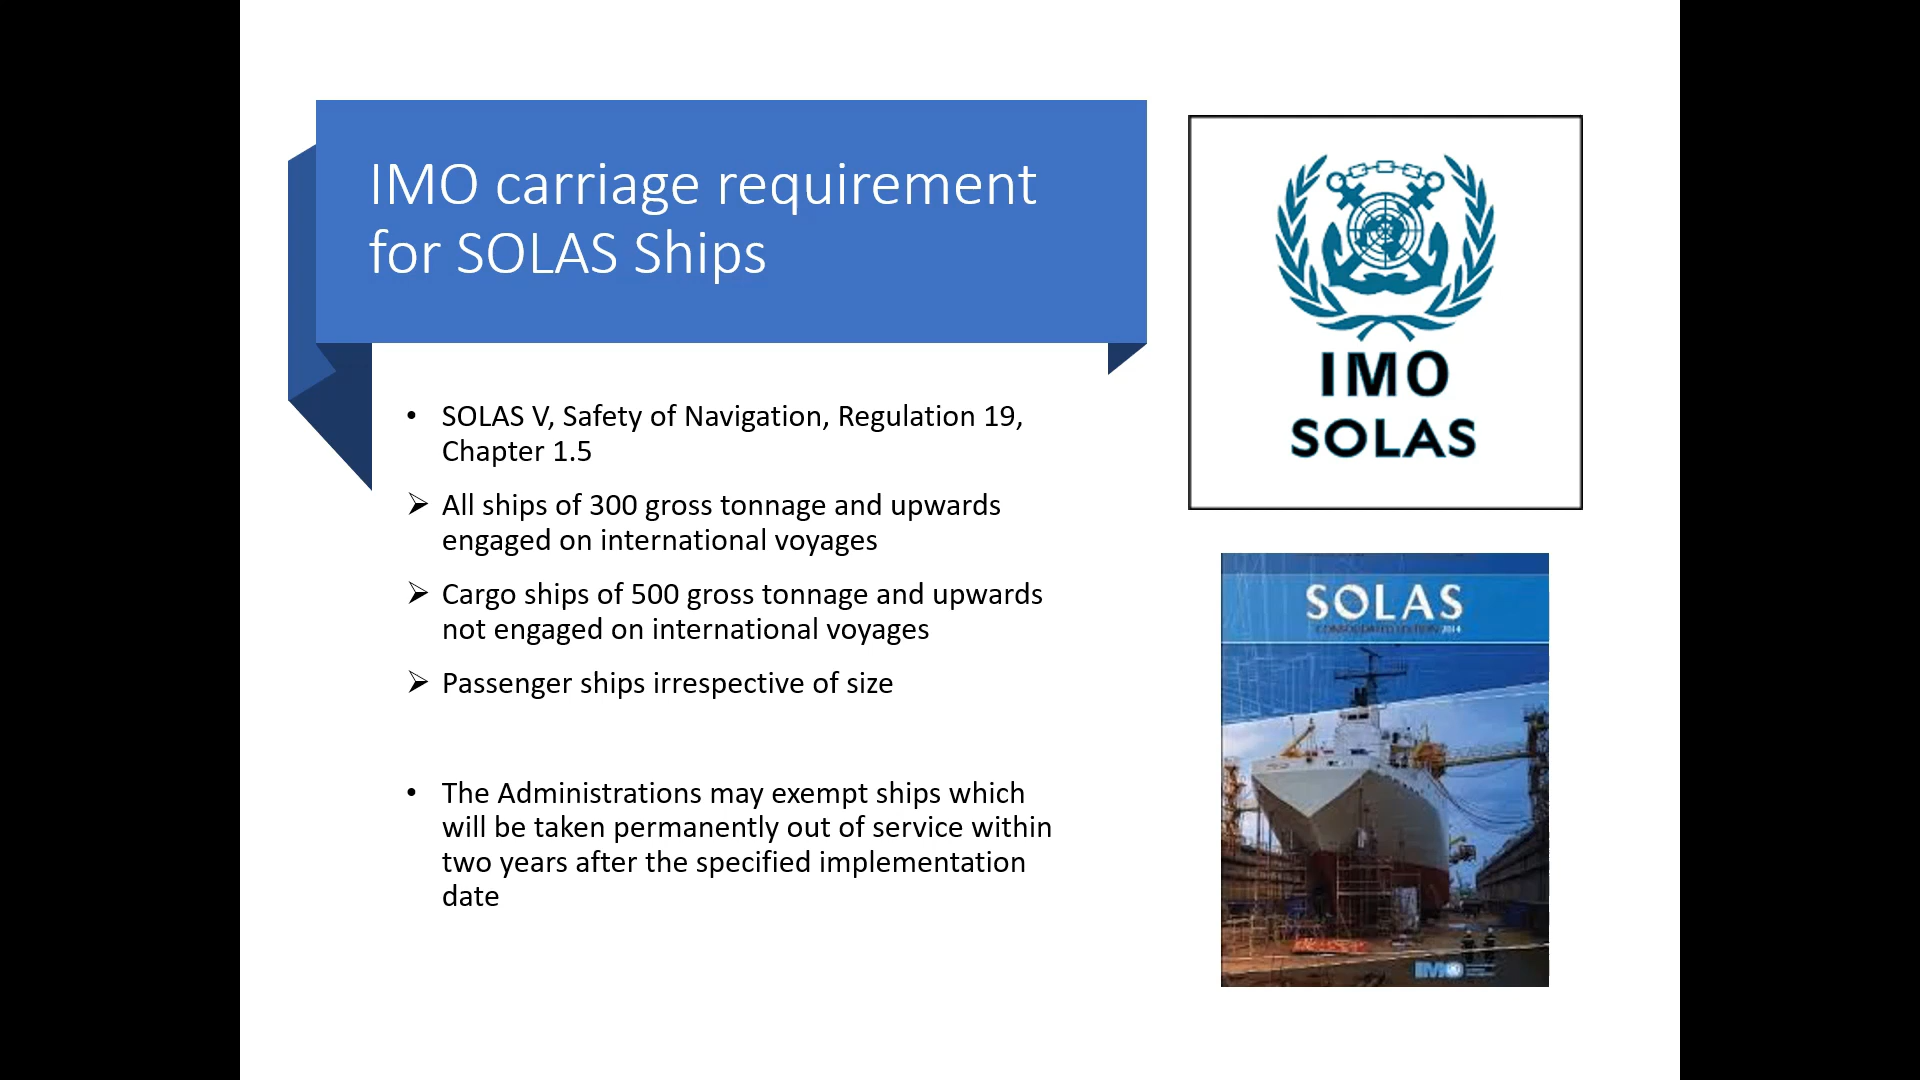 IMO carriage requirement
for SOLAS Ships
• SOLAS V, Safety of Navigation, Regulation 19,
Chapter 1.5
➢ All ships of 300 gross tonnage and upwards
engaged on international voyages
➢ Cargo ships of 500 gross tonnage and upwards
not engaged on international voyages
➢ Passenger ships irrespective of size
• The Administrations may exempt ships which
will be taken permanently out of service within
two years after the specified implementation
date
IMO
SOLAS
SOLAS
CONSOLIDATED EDITION 2014
IMO